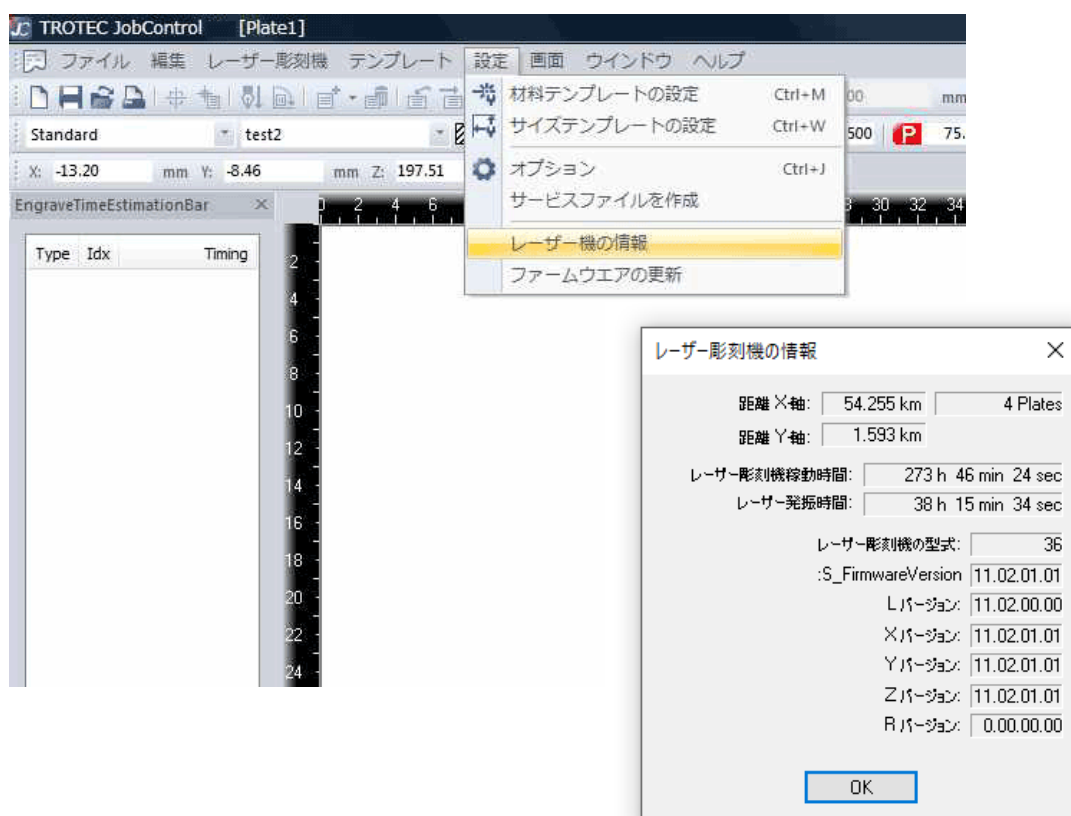 TROTEC JobControl [Plate1]
ファイル 編集 レーザー彫刻機 テンプレート 設定 画面 ウインドウ ヘルプ
材料テンプレートの設定 Ctrl+M
サイズテンプレートの設定 Ctrl+W
オプション Ctrl+J
サービスファイルを作成
レーザー機の情報
ファームウエアの更新
00 mm
Standard test2 500 P 75.
X: -13.20 mm Y: -8.46 mm Z: 197.51
EngraveTimeEstimationBar ×
2 4 6 30 32 34
Type Idx Timing
2
4
6
8
10
12
14
16
18
20
22
24
レーザー彫刻機の情報
距離 X軸: 54.255 km 4 Plates
距離 Y軸: 1.593 km
レーザー彫刻機稼動時間: 273 h 46 min 24 sec
レーザー発振時間: 38 h 15 min 34 sec
レーザー彫刻機の型式: 36
:S_FirmwareVersion 11.02.01.01
L バージョン: 11.02.00.00
X バージョン: 11.02.01.01
Y バージョン: 11.02.01.01
Z バージョン: 11.02.01.01
R バージョン: 0.00.00.00
OK